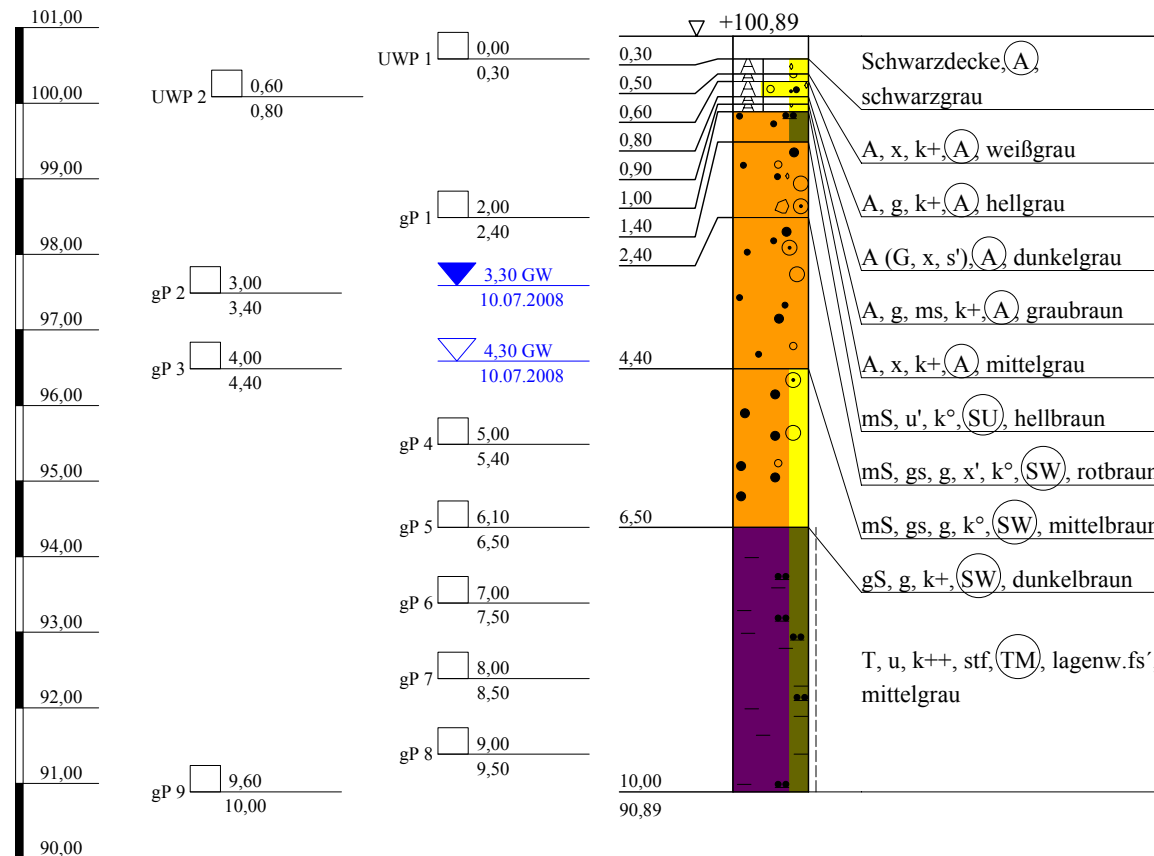 101,00
100,00
99,00
98,00
97,00
96,00
95,00
94,00
93,00
92,00
91,00
90,00
UWP 1 0,00
0,30
UWP 2 0,60
0,80
gP 1 2,00
2,40
gP 2 3,00
3,40
gP 3 4,00
4,40
gP 4 5,00
5,40
gP 5 6,10
6,50
gP 6 7,00
7,50
gP 7 8,00
8,50
gP 8 9,00
9,50
gP 9 9,60
10,00
3,30 GW
10.07.2008
4,30 GW
10.07.2008
+100,89
0,30
0,50
0,60
0,80
0,90
1,00
1,40
2,40
4,40
6,50
10,00
90,89
Schwarzdecke, A,
schwarzgrau
A, x, k+, A, weißgrau
A, g, k+, A, hellgrau
A (G, x, s'), A, dunkelgrau
A, g, ms, k+, A, graubraun
A, x, k+, A, mittelgrau
mS, u', k°, SU, hellbraun
mS, gs, g, x', k°, SW, rotbraun
mS, gs, g, k°, SW, mittelbraun
gS, g, k+, SW, dunkelbraun
T, u, k++, stf, TM, lagenw.fs´,
mittelgrau